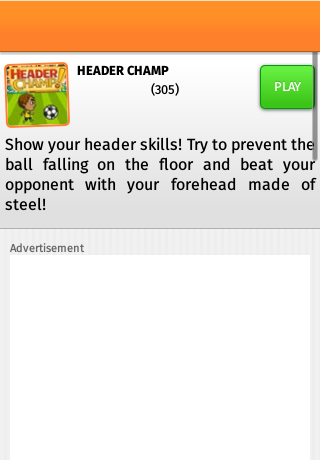 HEADER CHAMP
(305)
PLAY
HEADER
CHAMP!
Show your header skills! Try to prevent the
ball falling on the floor and beat your
opponent with your forehead made of
steel!
Advertisement